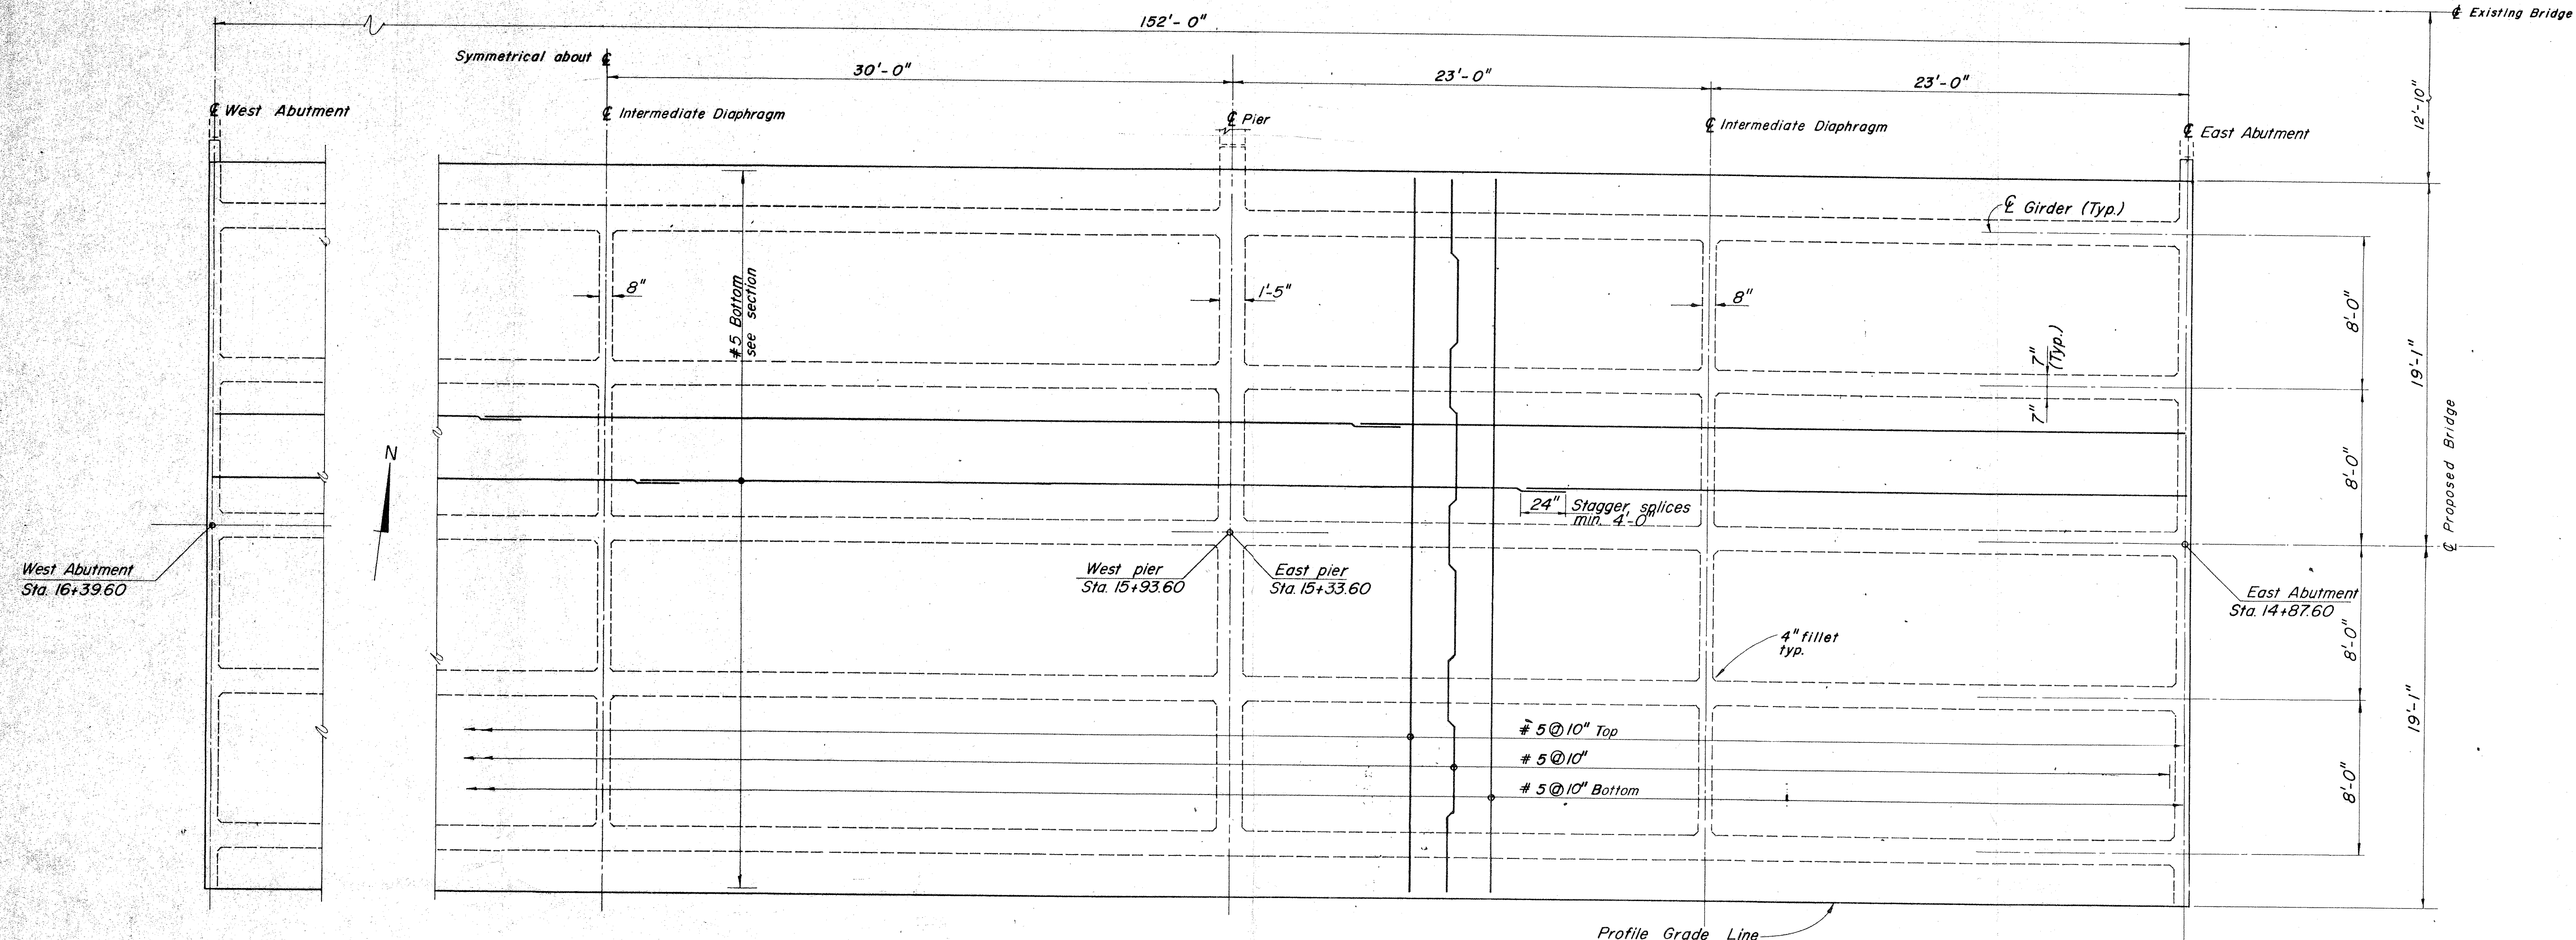 ℄ Existing Bridge
152'-0"
Symmetrical about ℄
30'-0"
23'-0"
23'-0"
12'-10"
℄ West Abutment
℄ Intermediate Diaphragm
℄ Pier
℄ Intermediate Diaphragm
℄ East Abutment
℄ Girder (Typ.)
8"
1'-5"
8"
#5 Bottom
see section
7"
(Typ.)
7"
8'-0"
19'-1"
8'-0"
℄ Proposed Bridge
N
24" Stagger splices
min. 4'-0"
West Abutment
Sta. 16+39.60
West pier
Sta. 15+93.60
East pier
Sta. 15+33.60
East Abutment
Sta. 14+87.60
4" fillet
typ.
8'-0"
19'-1"
8'-0"
# 5 @ 10" Top
# 5 @ 10"
# 5 @ 10" Bottom
Profile Grade Line